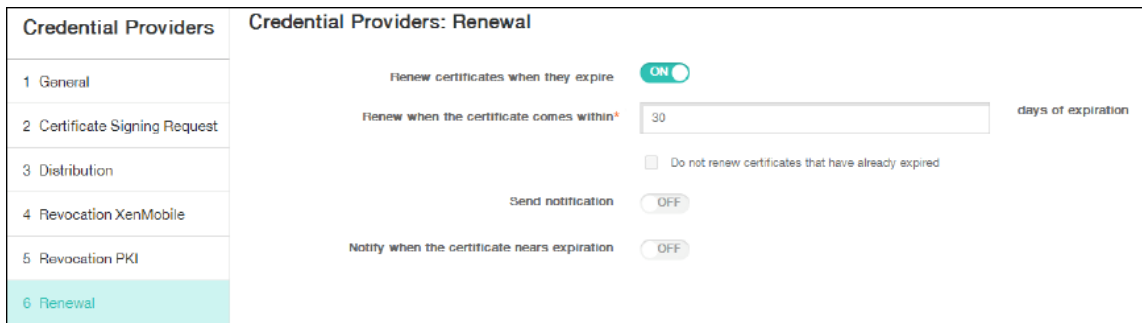 Credential Providers
1 General
2 Certificate Signing Request
3 Distribution
4 Revocation XenMobile
5 Revocation PKI
6 Renewal
Credential Providers: Renewal
Renew certificates when they expire ON
Renew when the certificate comes within* 30 days of expiration
Do not renew certificates that have already expired
Send notification OFF
Notify when the certificate nears expiration OFF